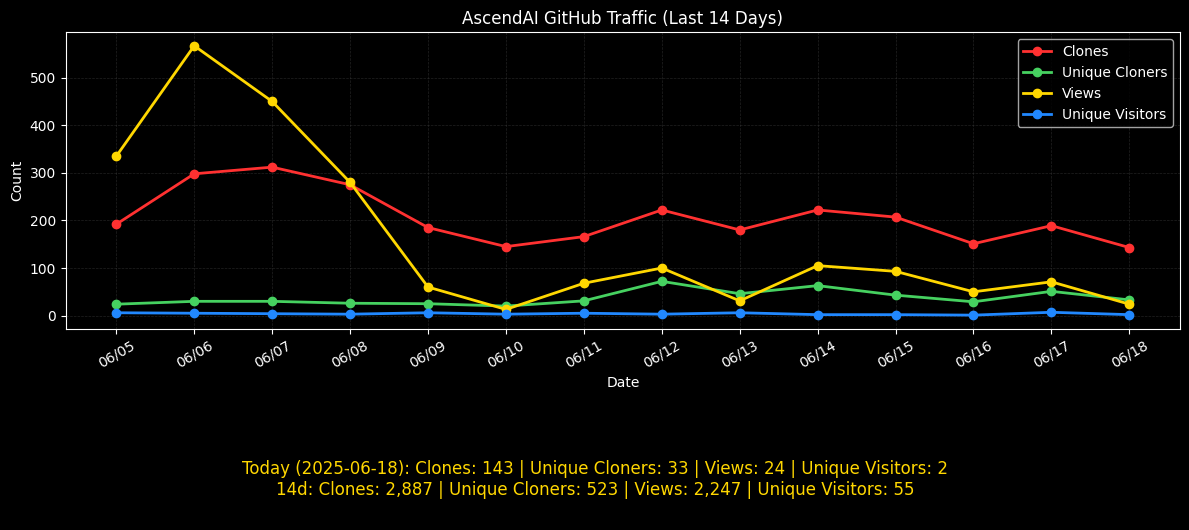 AscendAI GitHub Traffic (Last 14 Days)
Clones
Unique Cloners
Views
Unique Visitors
Count
500
400
300
200
100
0
06/05 06/06 06/07 06/08 06/09 06/10 06/11 06/12 06/13 06/14 06/15 06/16 06/17 06/18
Date
Today (2025-06-18): Clones: 143 | Unique Cloners: 33 | Views: 24 | Unique Visitors: 2
14d: Clones: 2,887 | Unique Cloners: 523 | Views: 2,247 | Unique Visitors: 55